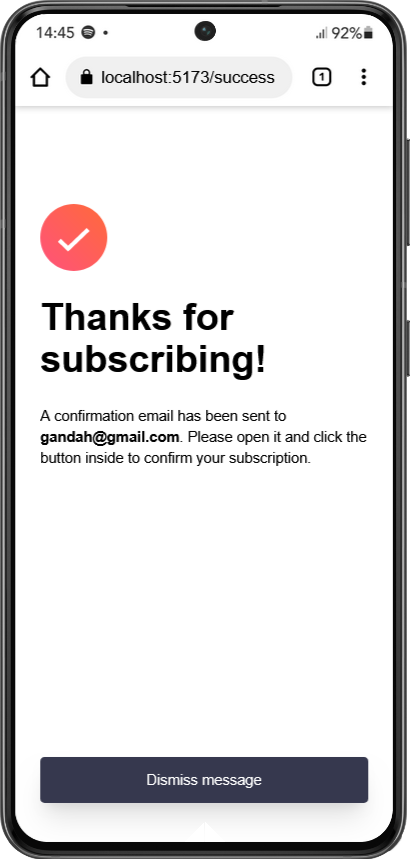 14:45
92%
localhost:5173/success
1
Thanks for
subscribing!
A confirmation email has been sent to
gandah@gmail.com. Please open it and click the
button inside to confirm your subscription.
Dismiss message